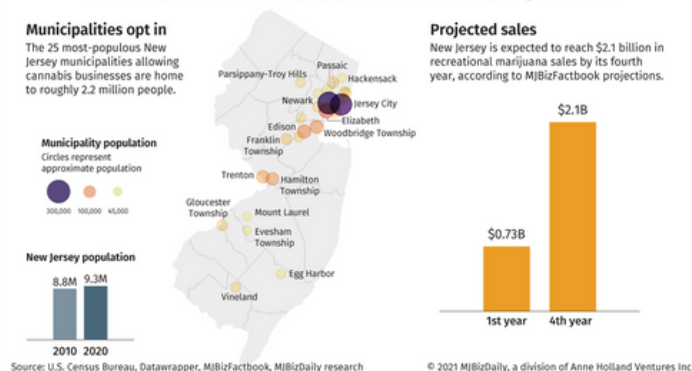 Municipalities opt in
The 25 most-populous New
Jersey municipalities allowing
cannabis businesses are home
to roughly 2.2 million people.
Municipality population
Circles represent
approximate population
300,000 100,000 45,000
New Jersey population
8.8M 9.3M
2010 2020
Passaic
Parsippany-Troy Hills
Hackensack
Newark
Jersey City
Elizabeth
Edison
Woodbridge Township
Franklin
Township
Trenton
Hamilton
Township
Gloucester
Township
Mount Laurel
Evesham
Township
Egg Harbor
Vineland
Projected sales
New Jersey is expected to reach $2.1 billion in
recreational marijuana sales by its fourth
year, according to MJBizFactbook projections.
$2.1B
$0.73B
1st year 4th year
Source: U.S. Census Bureau, Datawrapper, MJBizFactbook, MJBizDaily research
© 2021 MJBizDaily, a division of Anne Holland Ventures Inc